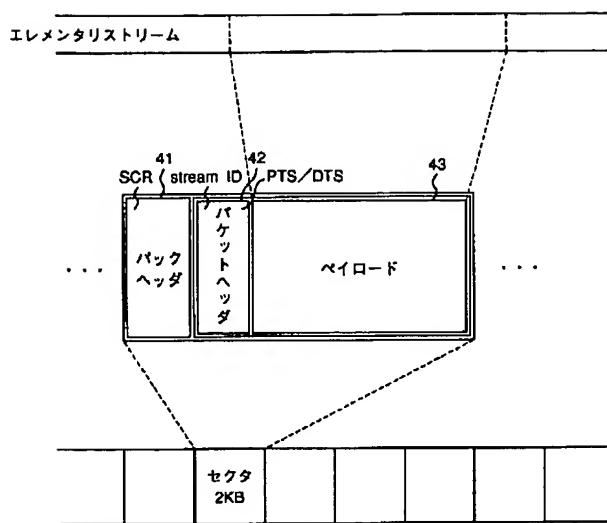 エレメンタリストリーム
41
42
43
SCR
stream ID
PTS/DTS
パックヘッダ
パケットヘッダ
ペイロード
...
...
セクタ
2KB